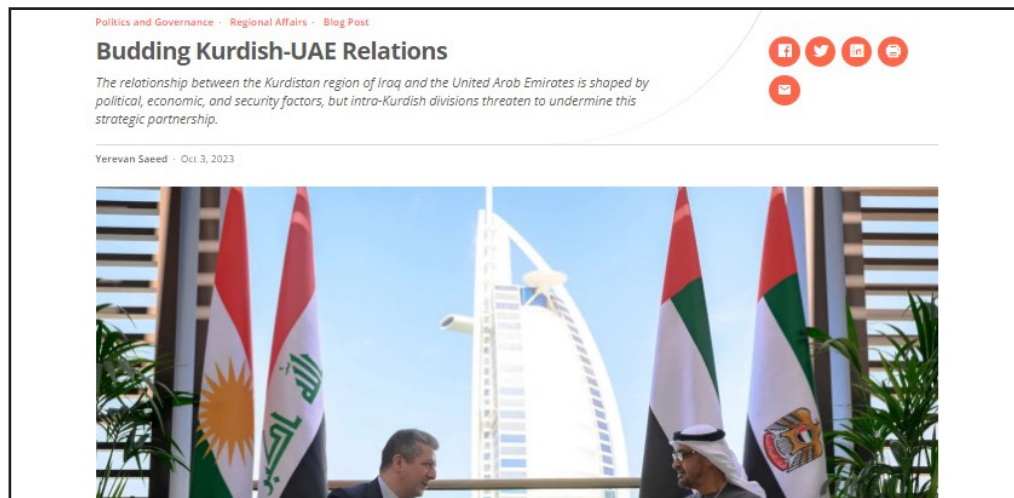 Politics and Governance · Regional Affairs · Blog Post
Budding Kurdish-UAE Relations
The relationship between the Kurdistan region of Iraq and the United Arab Emirates is shaped by
political, economic, and security factors, but intra-Kurdish divisions threaten to undermine this
strategic partnership.
Yerevan Saeed · Oct 3, 2023
الله اكبر